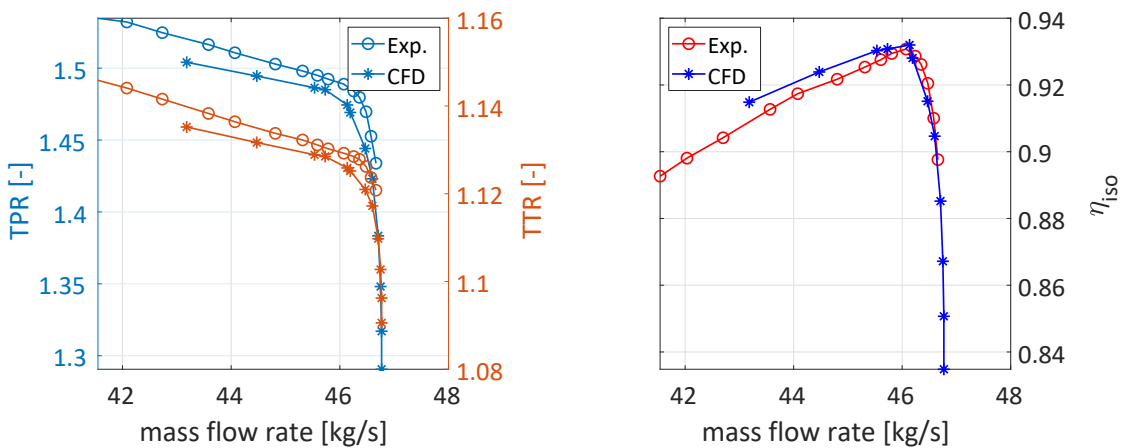 TPR [-]
1.5
1.45
1.4
1.35
1.3
Exp.
CFD
1.16
1.14
1.12
1.1
1.08
TTR [-]
42 44 46 48
mass flow rate [kg/s]
Exp.
CFD
0.94
0.92
0.9
0.88
0.86
0.84
η_iso
42 44 46 48
mass flow rate [kg/s]